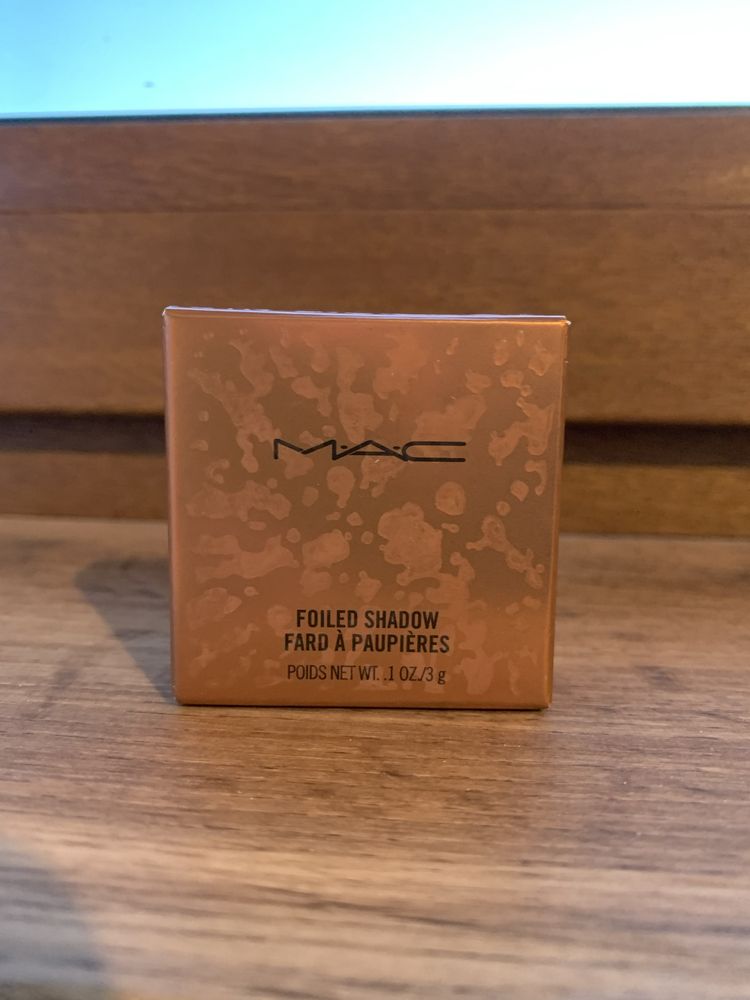 M·A·C
FOILED SHADOW
FARD À PAUPIÈRES
POIDS NET WT. .1 OZ./3 g